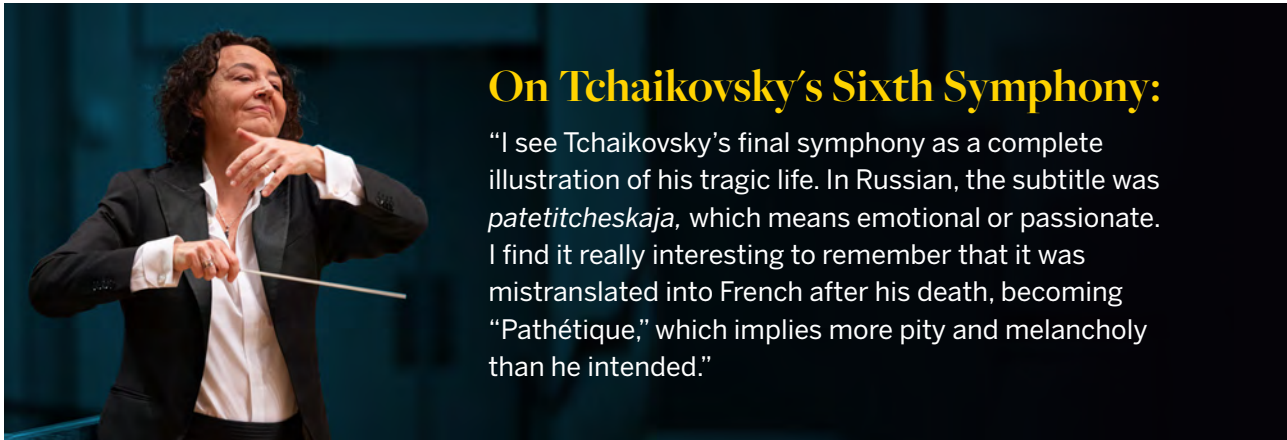 On Tchaikovsky's Sixth Symphony:
“I see Tchaikovsky’s final symphony as a complete
illustration of his tragic life. In Russian, the subtitle was
patetitcheskaja, which means emotional or passionate.
I find it really interesting to remember that it was
mistranslated into French after his death, becoming
“Pathétique,” which implies more pity and melancholy
than he intended.”